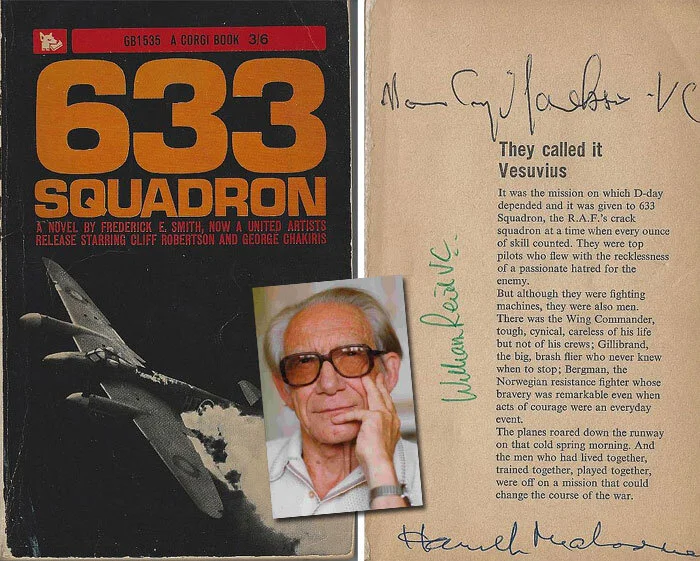 GB1535 A CORGI BOOK 3/6
633
SQUADRON
A NOVEL BY FREDERICK E. SMITH, NOW A UNITED ARTISTS
RELEASE STARRING CLIFF ROBERTSON AND GEORGE CHAKIRIS
Jackson - VC
They called it
Vesuvius
It was the mission on which D-day
depended and it was given to 633
Squadron, the R.A.F.'s crack
squadron at a time when every ounce
of skill counted. They were top
pilots who flew with the recklessness
of a passionate hatred for the
enemy.
But although they were fighting
machines, they were also men.
There was the Wing Commander,
tough, cynical, careless of his life
but not of his crews; Gillibrand,
the big, brash flier who never knew
when to stop; Bergman, the
Norwegian resistance fighter whose
bravery was remarkable even when
acts of courage were an everyday
event.
The planes roared down the runway
on that cold spring morning. And
the men who had lived together,
trained together, played together,
were off on a mission that could
change the course of the war.
William Reid VC.